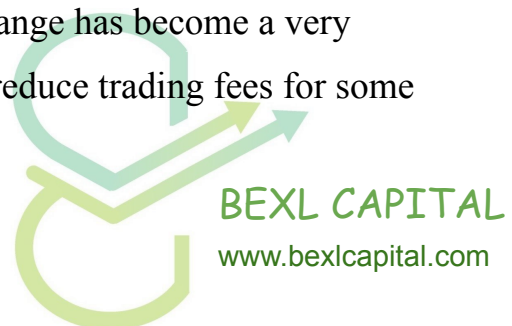 ange has become a very
reduce trading fees for some
BEXL CAPITAL
www.bexlcapital.com